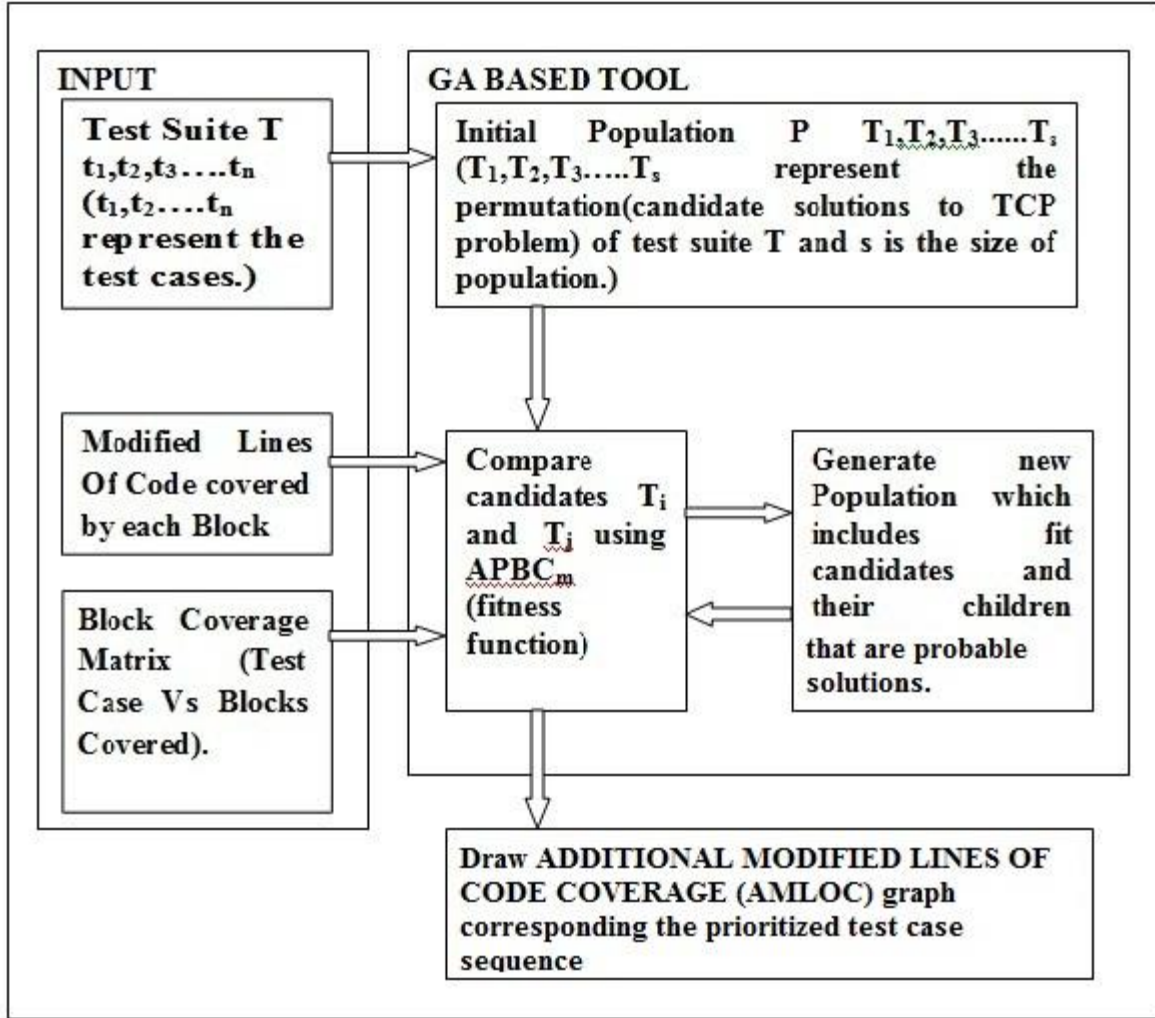 INPUT
Test Suite T
t₁,t₂,t₃….tₙ
(t₁,t₂….tₙ
represent the
test cases.)
Modified Lines
Of Code covered
by each Block
Block Coverage
Matrix (Test
Case Vs Blocks
Covered).
GA BASED TOOL
Initial Population P T₁,T₂,T₃......Tₛ
(T₁,T₂,T₃…..Tₛ represent the
permutation(candidate solutions to TCP
problem) of test suite T and s is the size of
population.)
Compare
candidates Tᵢ
and Tⱼ using
APBCₘ
(fitness
function)
Generate new
Population which
includes fit
candidates and
their children
that are probable
solutions.
Draw ADDITIONAL MODIFIED LINES OF
CODE COVERAGE (AMLOC) graph
corresponding the prioritized test case
sequence